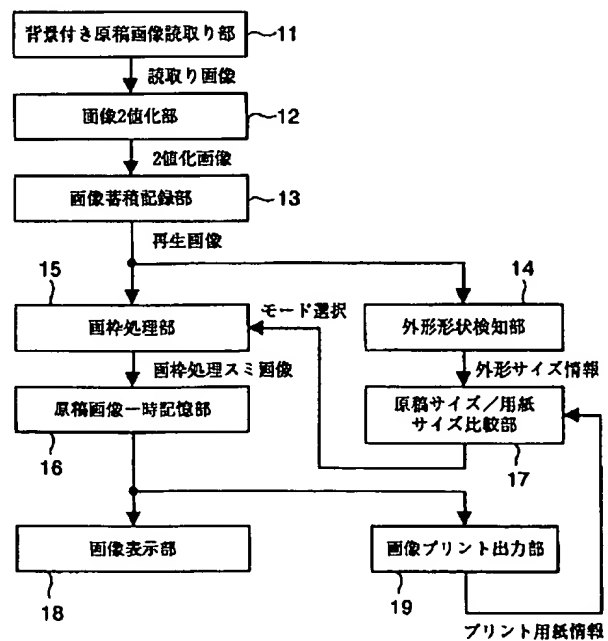 背景付き原稿画像読取り部
11
読取り画像
画像2値化部
12
2値化画像
画像蓄積記録部
13
再生画像
15
画枠処理部
モード選択
14
外形形状検知部
画枠処理スミ画像
外形サイズ情報
原稿画像一時記憶部
16
原稿サイズ/用紙
サイズ比較部
17
画像表示部
18
画像プリント出力部
19
プリント用紙情報